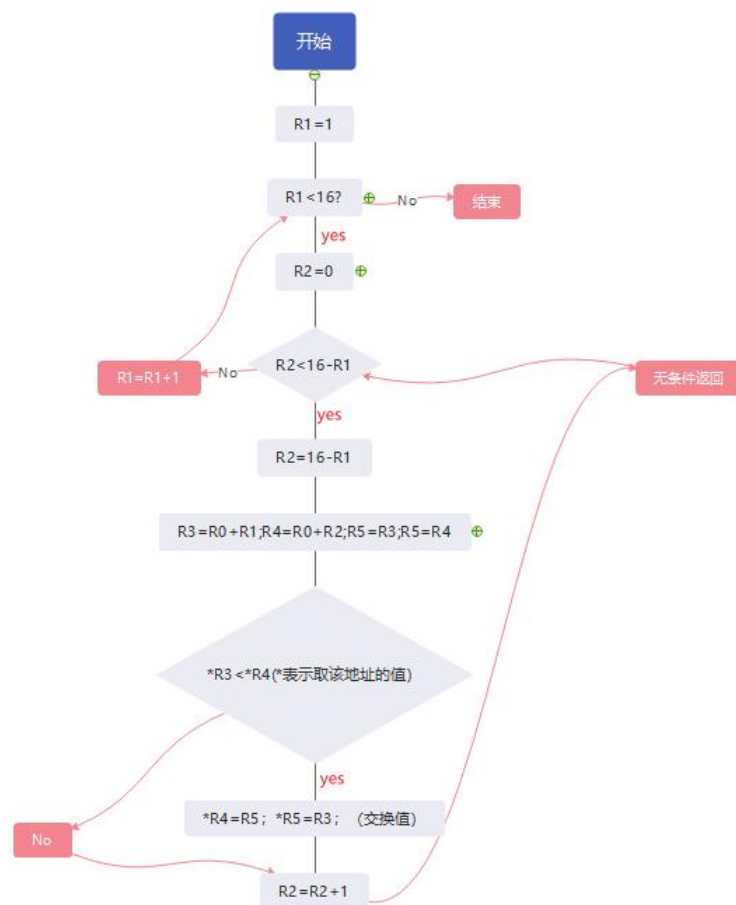 开始
R1=1
R1<16?
No
结束
yes
R2=0
R2<16-R1
No
R1=R1+1
无条件返回
yes
R2=16-R1
R3=R0+R1;R4=R0+R2;R5=R3;R5=R4
*R3<*R4(*表示取该地址的值)
yes
*R4=R5；*R5=R3；（交换值）
No
R2=R2+1